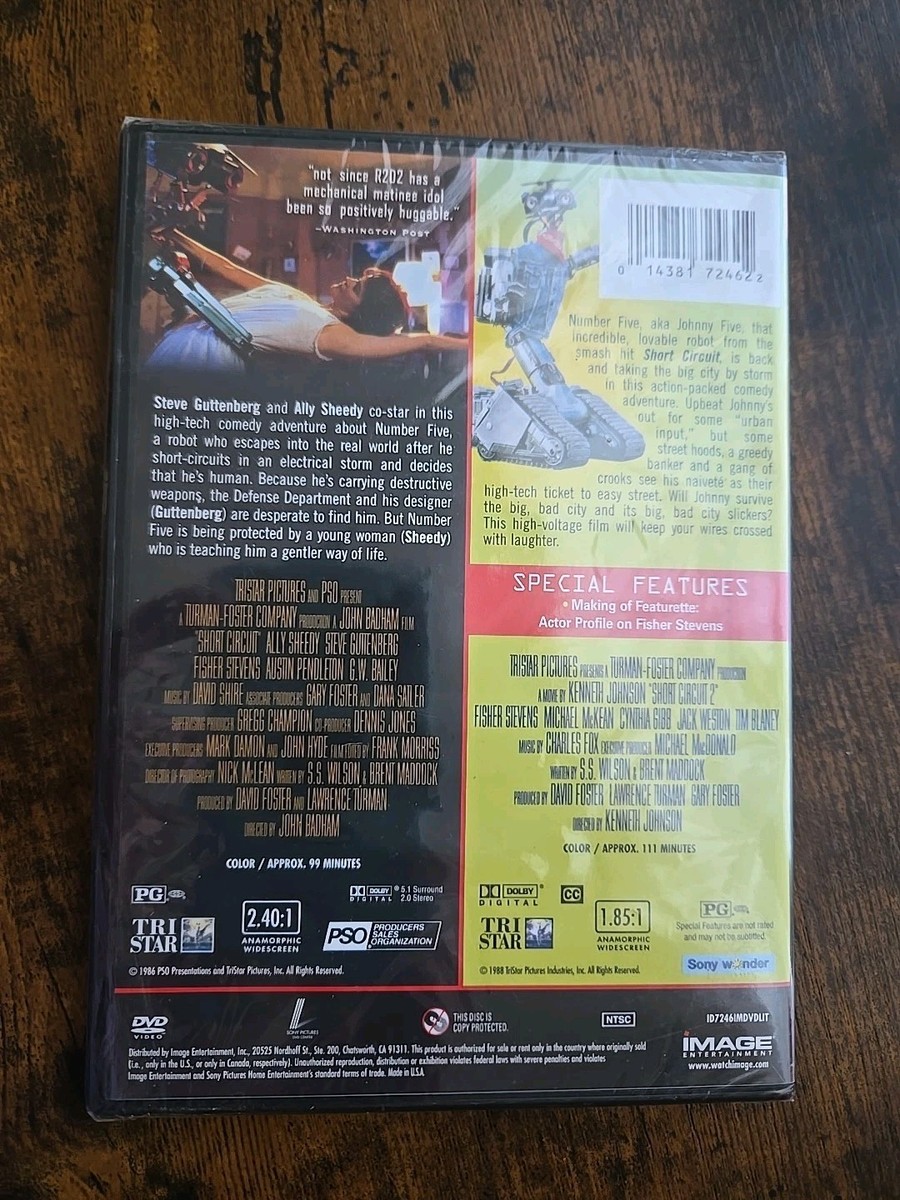 "not since R2D2 has a
mechanical matinee idol
been so positively huggable."
–WASHINGTON POST
Steve Guttenberg and Ally Sheedy co-star in this
high-tech comedy adventure about Number Five,
a robot who escapes into the real world after he
short-circuits in an electrical storm and decides
that he's human. Because he's carrying destructive
weapons, the Defense Department and his designer
(Guttenberg) are desperate to find him. But Number
Five is being protected by a young woman (Sheedy)
who is teaching him a gentler way of life.
TRISTAR PICTURES AND PSO PRESENT
A TURMAN-FOSTER COMPANY PRODUCTION A JOHN BADHAM FILM
"SHORT CIRCUIT" ALLY SHEEDY STEVE GUTTENBERG
FISHER STEVENS AUSTIN PENDLETON G.W. BAILEY
MUSIC BY DAVID SHIRE ASSOCIATE PRODUCERS GARY FOSTER AND DANA SATLER
SUPERVISING PRODUCER GREGG CHAMPION CO-PRODUCER DENNIS JONES
EXECUTIVE PRODUCERS MARK DAMON AND JOHN HYDE FILM EDITED BY FRANK MORRISS
DIRECTOR OF PHOTOGRAPHY NICK McLEAN WRITTEN BY S.S. WILSON & BRENT MADDOCK
PRODUCED BY DAVID FOSTER AND LAWRENCE TURMAN
DIRECTED BY JOHN BADHAM
COLOR / APPROX. 99 MINUTES
PG
DOLBY DIGITAL ® 5.1 Surround
2.0 Stereo
TRI STAR
2.40:1
ANAMORPHIC
WIDESCREEN
PSO PRODUCERS
SALES
ORGANIZATION
© 1986 PSO Presentations and TriStar Pictures, Inc. All Rights Reserved.
0 14381 72462 2
Number Five, aka Johnny Five, that
incredible, lovable robot from the
smash hit Short Circuit, is back
and taking the big city by storm
in this action-packed comedy
adventure. Upbeat Johnny's
out for some "urban
input," but some
street hoods, a greedy
banker and a gang of
crooks see his naiveté as their
high-tech ticket to easy street. Will Johnny survive
the big, bad city and its big, bad city slickers?
This high-voltage film will keep your wires crossed
with laughter.
SPECIAL FEATURES
• Making of Featurette:
Actor Profile on Fisher Stevens
TRISTAR PICTURES PRESENTS A TURMAN-FOSTER COMPANY PRODUCTION
A MOVIE BY KENNETH JOHNSON "SHORT CIRCUIT 2"
FISHER STEVENS MICHAEL McKEAN CYNTHIA GIBB JACK WESTON TIM BLANEY
MUSIC BY CHARLES FOX EXECUTIVE PRODUCER MICHAEL McDONALD
WRITTEN BY S.S. WILSON & BRENT MADDOCK
PRODUCED BY DAVID FOSTER LAWRENCE TURMAN GARY FOSTER
DIRECTED BY KENNETH JOHNSON
COLOR / APPROX. 111 MINUTES
DOLBY DIGITAL ®
CC
TRI STAR
1.85:1
ANAMORPHIC
WIDESCREEN
PG
Special Features are not rated
and may not be subtitled.
© 1988 TriStar Pictures Industries, Inc. All Rights Reserved.
Sony wonder
DVD
VIDEO
SONY PICTURES
THIS DISC IS
COPY PROTECTED.
NTSC
ID7246IMDVDLIT
Distributed by Image Entertainment, Inc., 20525 Nordhoff St., Ste. 200, Chatsworth, CA 91311. This product is authorized for sale or rent only in the country where originally sold
(i.e., only in the U.S., or only in Canada, respectively). Unauthorized reproduction, distribution or exhibition violates federal laws with severe penalties and violates
Image Entertainment and Sony Pictures Home Entertainment's standard terms of trade. Made in U.S.A.
IMAGE
ENTERTAINMENT
www.watchimage.com